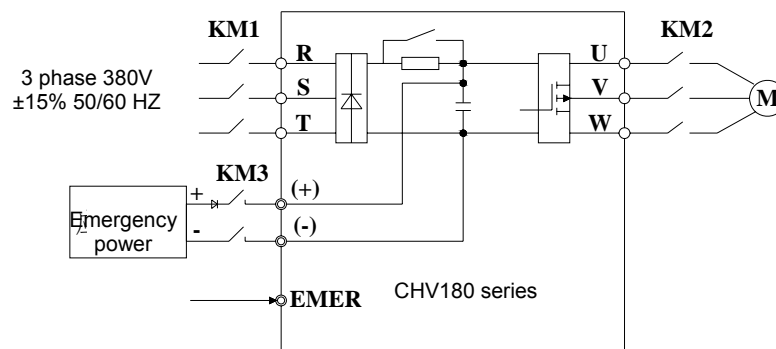 KM1
KM2
R
U
3 phase 380V
±15% 50/60 HZ
S
V
M
T
W
KM3
+
(+)
Emergency
power
-
(-)
EMER
CHV180 series